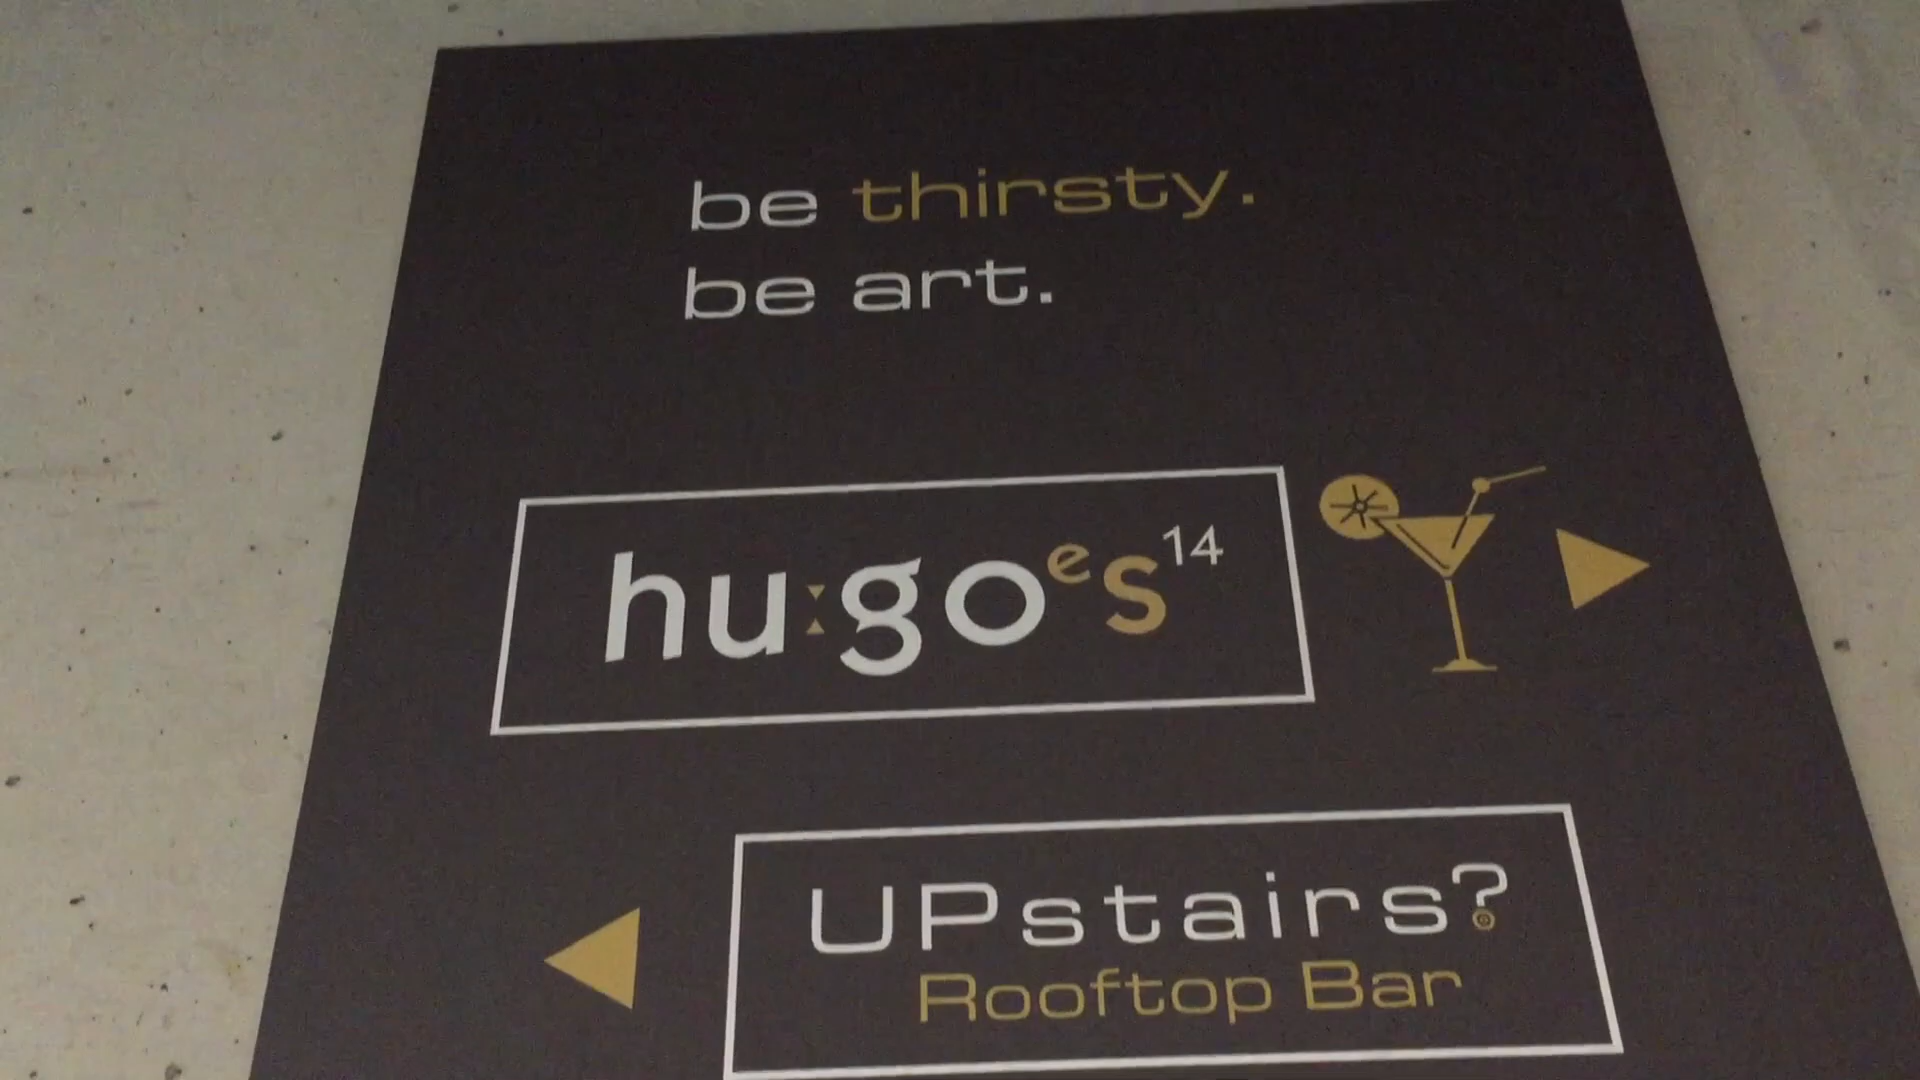 be thirsty.
be art.
hu:goes14
UPstairs?
Rooftop Bar